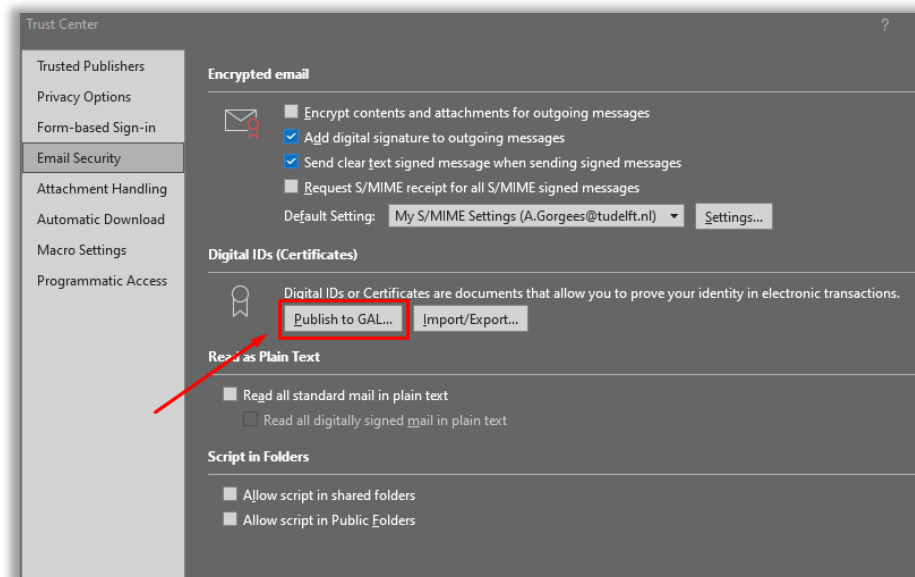 Trust Center
?
Trusted Publishers
Privacy Options
Form-based Sign-in
Email Security
Attachment Handling
Automatic Download
Macro Settings
Programmatic Access
Encrypted email
Encrypt contents and attachments for outgoing messages
Add digital signature to outgoing messages
Send clear text signed message when sending signed messages
Request S/MIME receipt for all S/MIME signed messages
Default Setting: My S/MIME Settings (A.Gorgees@tudelft.nl) Settings...
Digital IDs (Certificates)
Digital IDs or Certificates are documents that allow you to prove your identity in electronic transactions.
Publish to GAL... Import/Export...
Read as Plain Text
Read all standard mail in plain text
Read all digitally signed mail in plain text
Script in Folders
Allow script in shared folders
Allow script in Public Folders